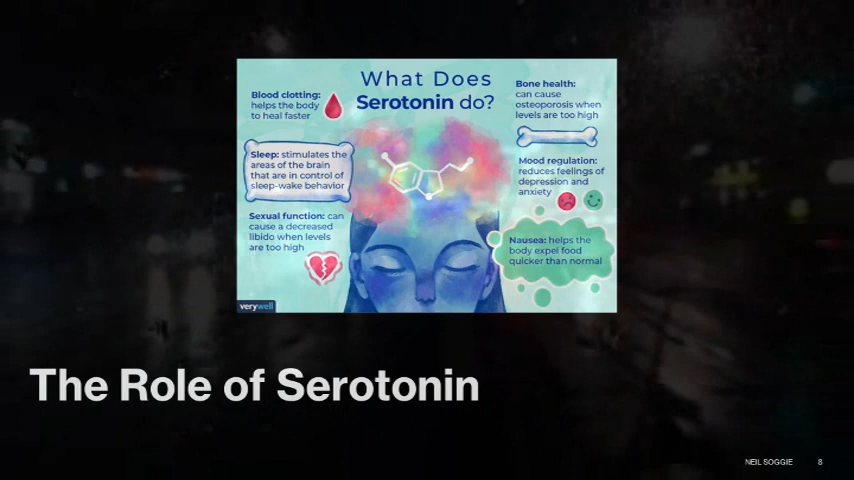 What Does
Serotonin do?
Blood clotting:
helps the body
to heal faster
Sleep: stimulates the
areas of the brain
that are in control of
sleep-wake behavior
Sexual function: can
cause a decreased
libido when levels
are too high
Bone health:
can cause
osteoporosis when
levels are too high
Mood regulation:
reduces feelings of
depression and
anxiety
Nausea: helps the
body expel food
quicker than normal
verywell
The Role of Serotonin
NEIL SOGGIE 8